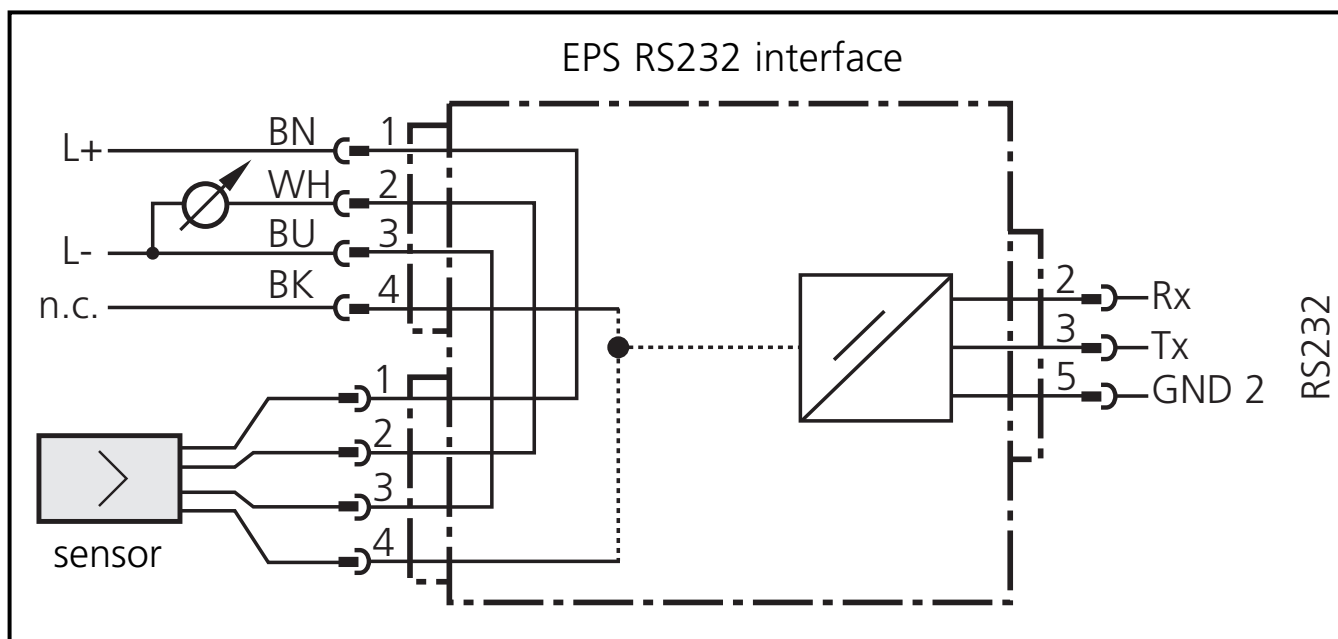 EPS RS232 interface
L+ BN 1
WH 2
L- BU 3
n.c. BK 4
1
2
3
4
sensor
2 Rx
3 Tx
5 GND 2
RS232